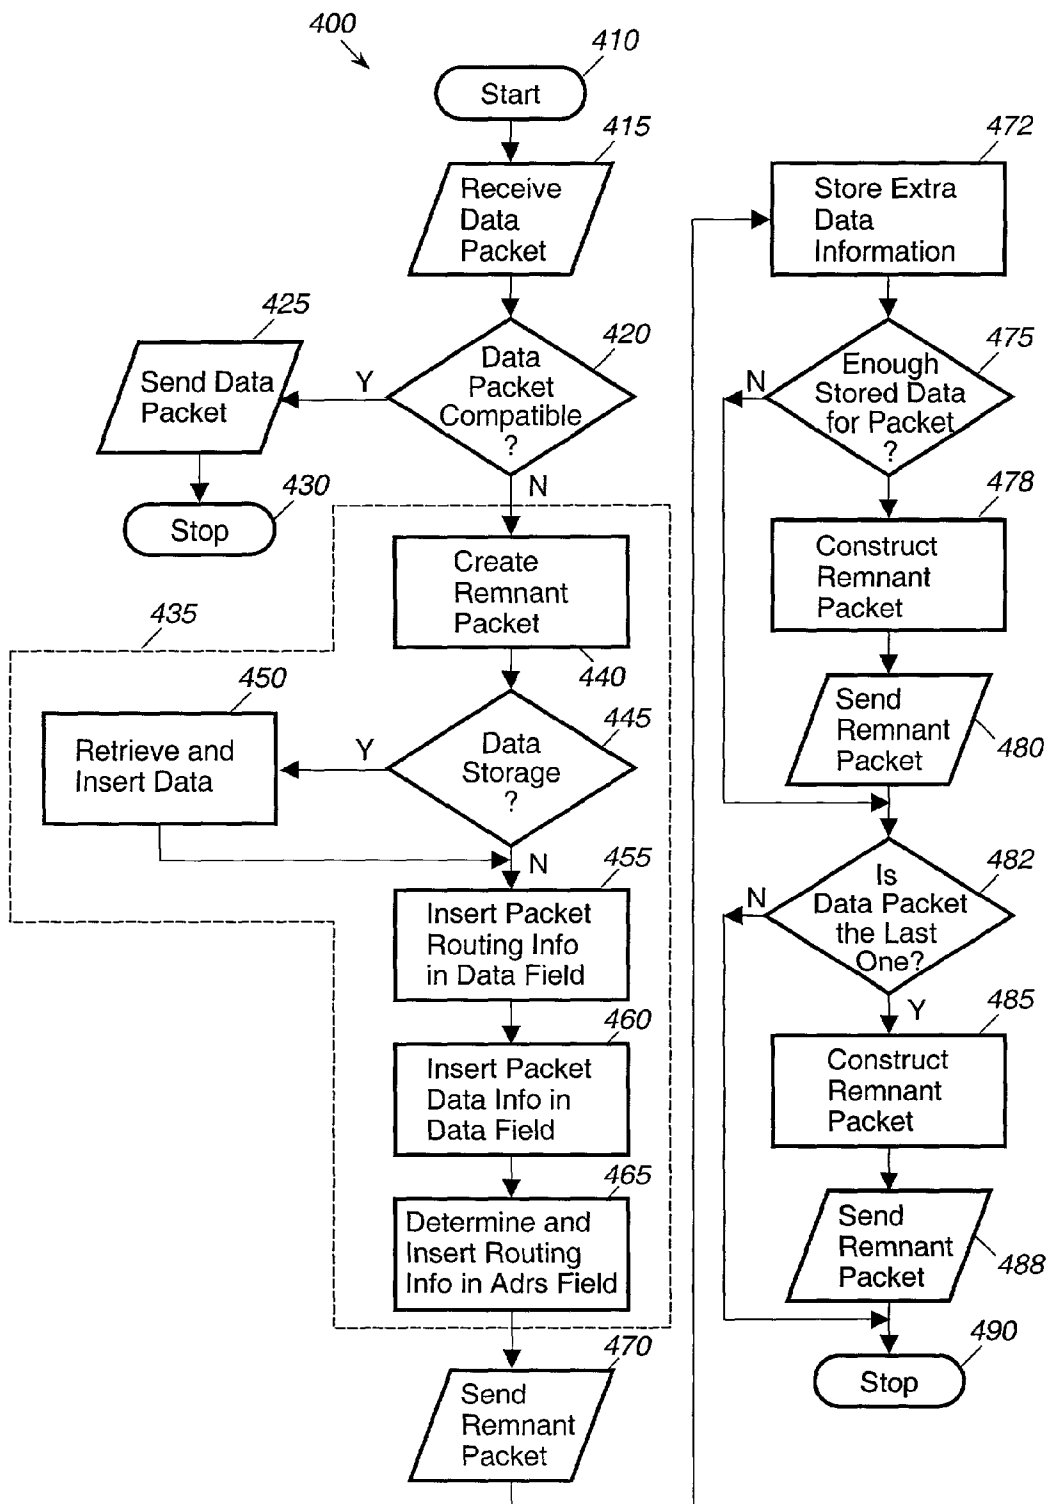 400
410
Start
415
Receive
Data
Packet
420
Data
Packet
Compatible
?
Y
N
425
Send Data
Packet
430
Stop
435
Create
Remnant
Packet
440
445
Data
Storage
?
Y
N
450
Retrieve and
Insert Data
455
Insert Packet
Routing Info
in Data Field
460
Insert Packet
Data Info in
Data Field
465
Determine and
Insert Routing
Info in Adrs Field
470
Send
Remnant
Packet
472
Store Extra
Data
Information
475
Enough
Stored Data
for Packet
?
N
478
Construct
Remnant
Packet
Send
Remnant
Packet
480
482
Is
Data Packet
the Last
One?
N
Y
485
Construct
Remnant
Packet
Send
Remnant
Packet
488
490
Stop